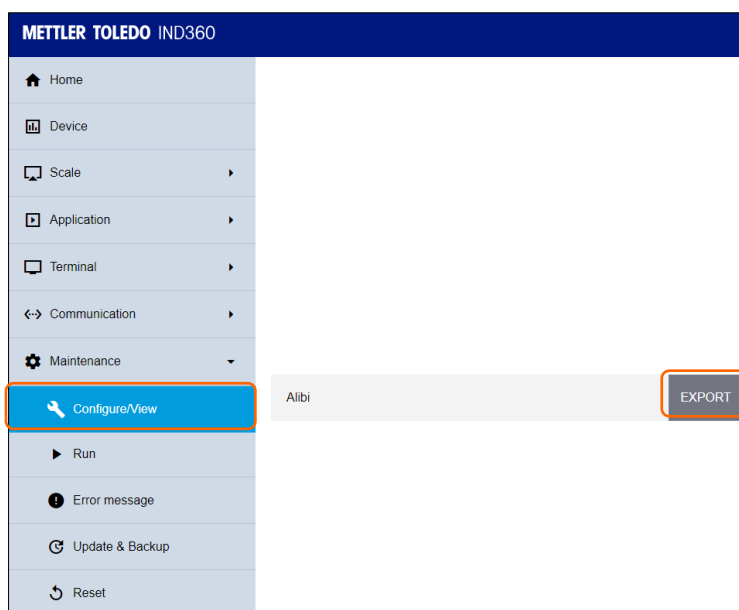 METTLER TOLEDO IND360
Home
Device
Scale
Application
Terminal
Communication
Maintenance
Configure/View
Alibi
EXPORT
Run
Error message
Update & Backup
Reset